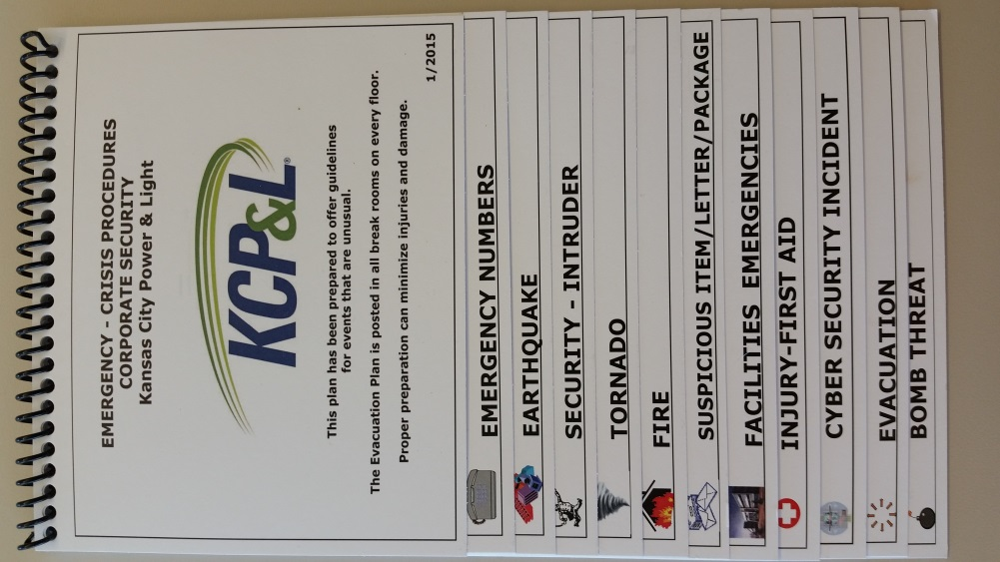 EMERGENCY - CRISIS PROCEDURES
CORPORATE SECURITY
Kansas City Power & Light
KCP&L®
This plan has been prepared to offer guidelines
for events that are unusual.
The Evacuation Plan is posted in all break rooms on every floor.
Proper preparation can minimize injuries and damage.
1/2015
EMERGENCY NUMBERS
EARTHQUAKE
SECURITY - INTRUDER
TORNADO
FIRE
SUSPICIOUS ITEM/LETTER/PACKAGE
FACILITIES EMERGENCIES
INJURY-FIRST AID
CYBER SECURITY INCIDENT
EVACUATION
BOMB THREAT